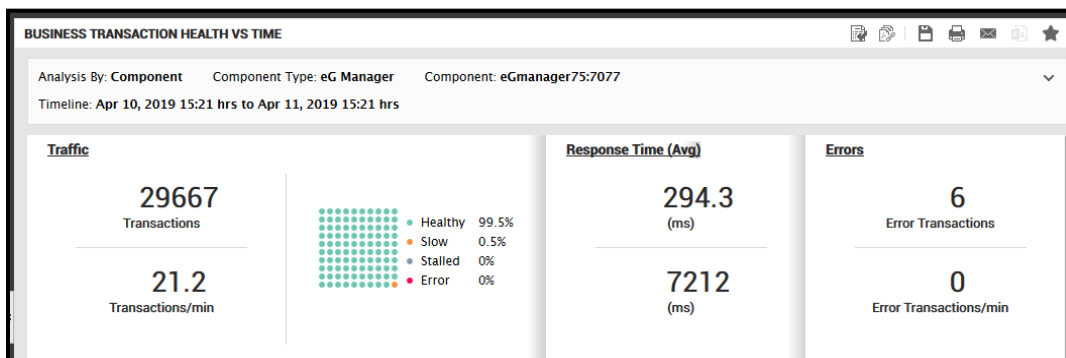 BUSINESS TRANSACTION HEALTH VS TIME
Analysis By: Component Component Type: eG Manager Component: eGmanager75:7077
Timeline: Apr 10, 2019 15:21 hrs to Apr 11, 2019 15:21 hrs
Traffic
29667
Transactions
21.2
Transactions/min
Healthy 99.5%
Slow 0.5%
Stalled 0%
Error 0%
Response Time (Avg)
294.3
(ms)
7212
(ms)
Errors
6
Error Transactions
0
Error Transactions/min